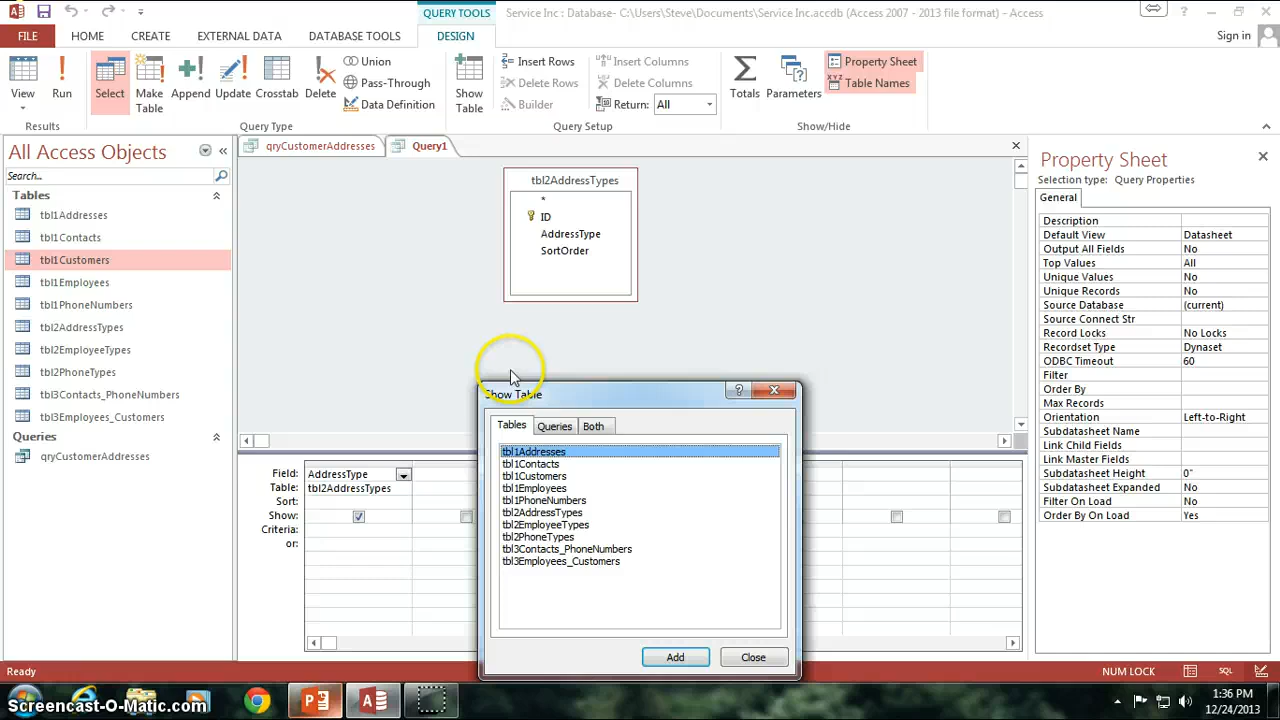 QUERY TOOLS
Service Inc : Database- C:\Users\Steve\Documents\Service Inc.accdb (Access 2007 - 2013 file format) - Access
FILE
HOME
CREATE
EXTERNAL DATA
DATABASE TOOLS
DESIGN
Sign in
View
Run
Select
Make Table
Append
Update
Crosstab
Delete
Union
Pass-Through
Data Definition
Show Table
Insert Rows
Delete Rows
Builder
Insert Columns
Delete Columns
Return: All
Totals
Parameters
Property Sheet
Table Names
Results
Query Type
Query Setup
Show/Hide
All Access Objects
Search...
Tables
tbl1Addresses
tbl1Contacts
tbl1Customers
tbl1Employees
tbl1PhoneNumbers
tbl2AddressTypes
tbl2EmployeeTypes
tbl2PhoneTypes
tbl3Contacts_PhoneNumbers
tbl3Employees_Customers
Queries
qryCustomerAddresses
qryCustomerAddresses
Query1
tbl2AddressTypes
*
ID
AddressType
SortOrder
Field: AddressType
Table: tbl2AddressTypes
Sort:
Show:
Criteria:
or:
Show Table
Tables
Queries
Both
tbl1Addresses
tbl1Contacts
tbl1Customers
tbl1Employees
tbl1PhoneNumbers
tbl2AddressTypes
tbl2EmployeeTypes
tbl2PhoneTypes
tbl3Contacts_PhoneNumbers
tbl3Employees_Customers
Add
Close
Property Sheet
Selection type: Query Properties
General
Description
Default View Datasheet
Output All Fields No
Top Values All
Unique Values No
Unique Records No
Source Database (current)
Source Connect Str
Record Locks No Locks
Recordset Type Dynaset
ODBC Timeout 60
Filter
Order By
Max Records
Orientation Left-to-Right
Subdatasheet Name
Link Child Fields
Link Master Fields
Subdatasheet Height 0"
Subdatasheet Expanded No
Filter On Load No
Order By On Load Yes
Ready
NUM LOCK
SQL
Screencast-O-Matic.com
1:36 PM
12/24/2013